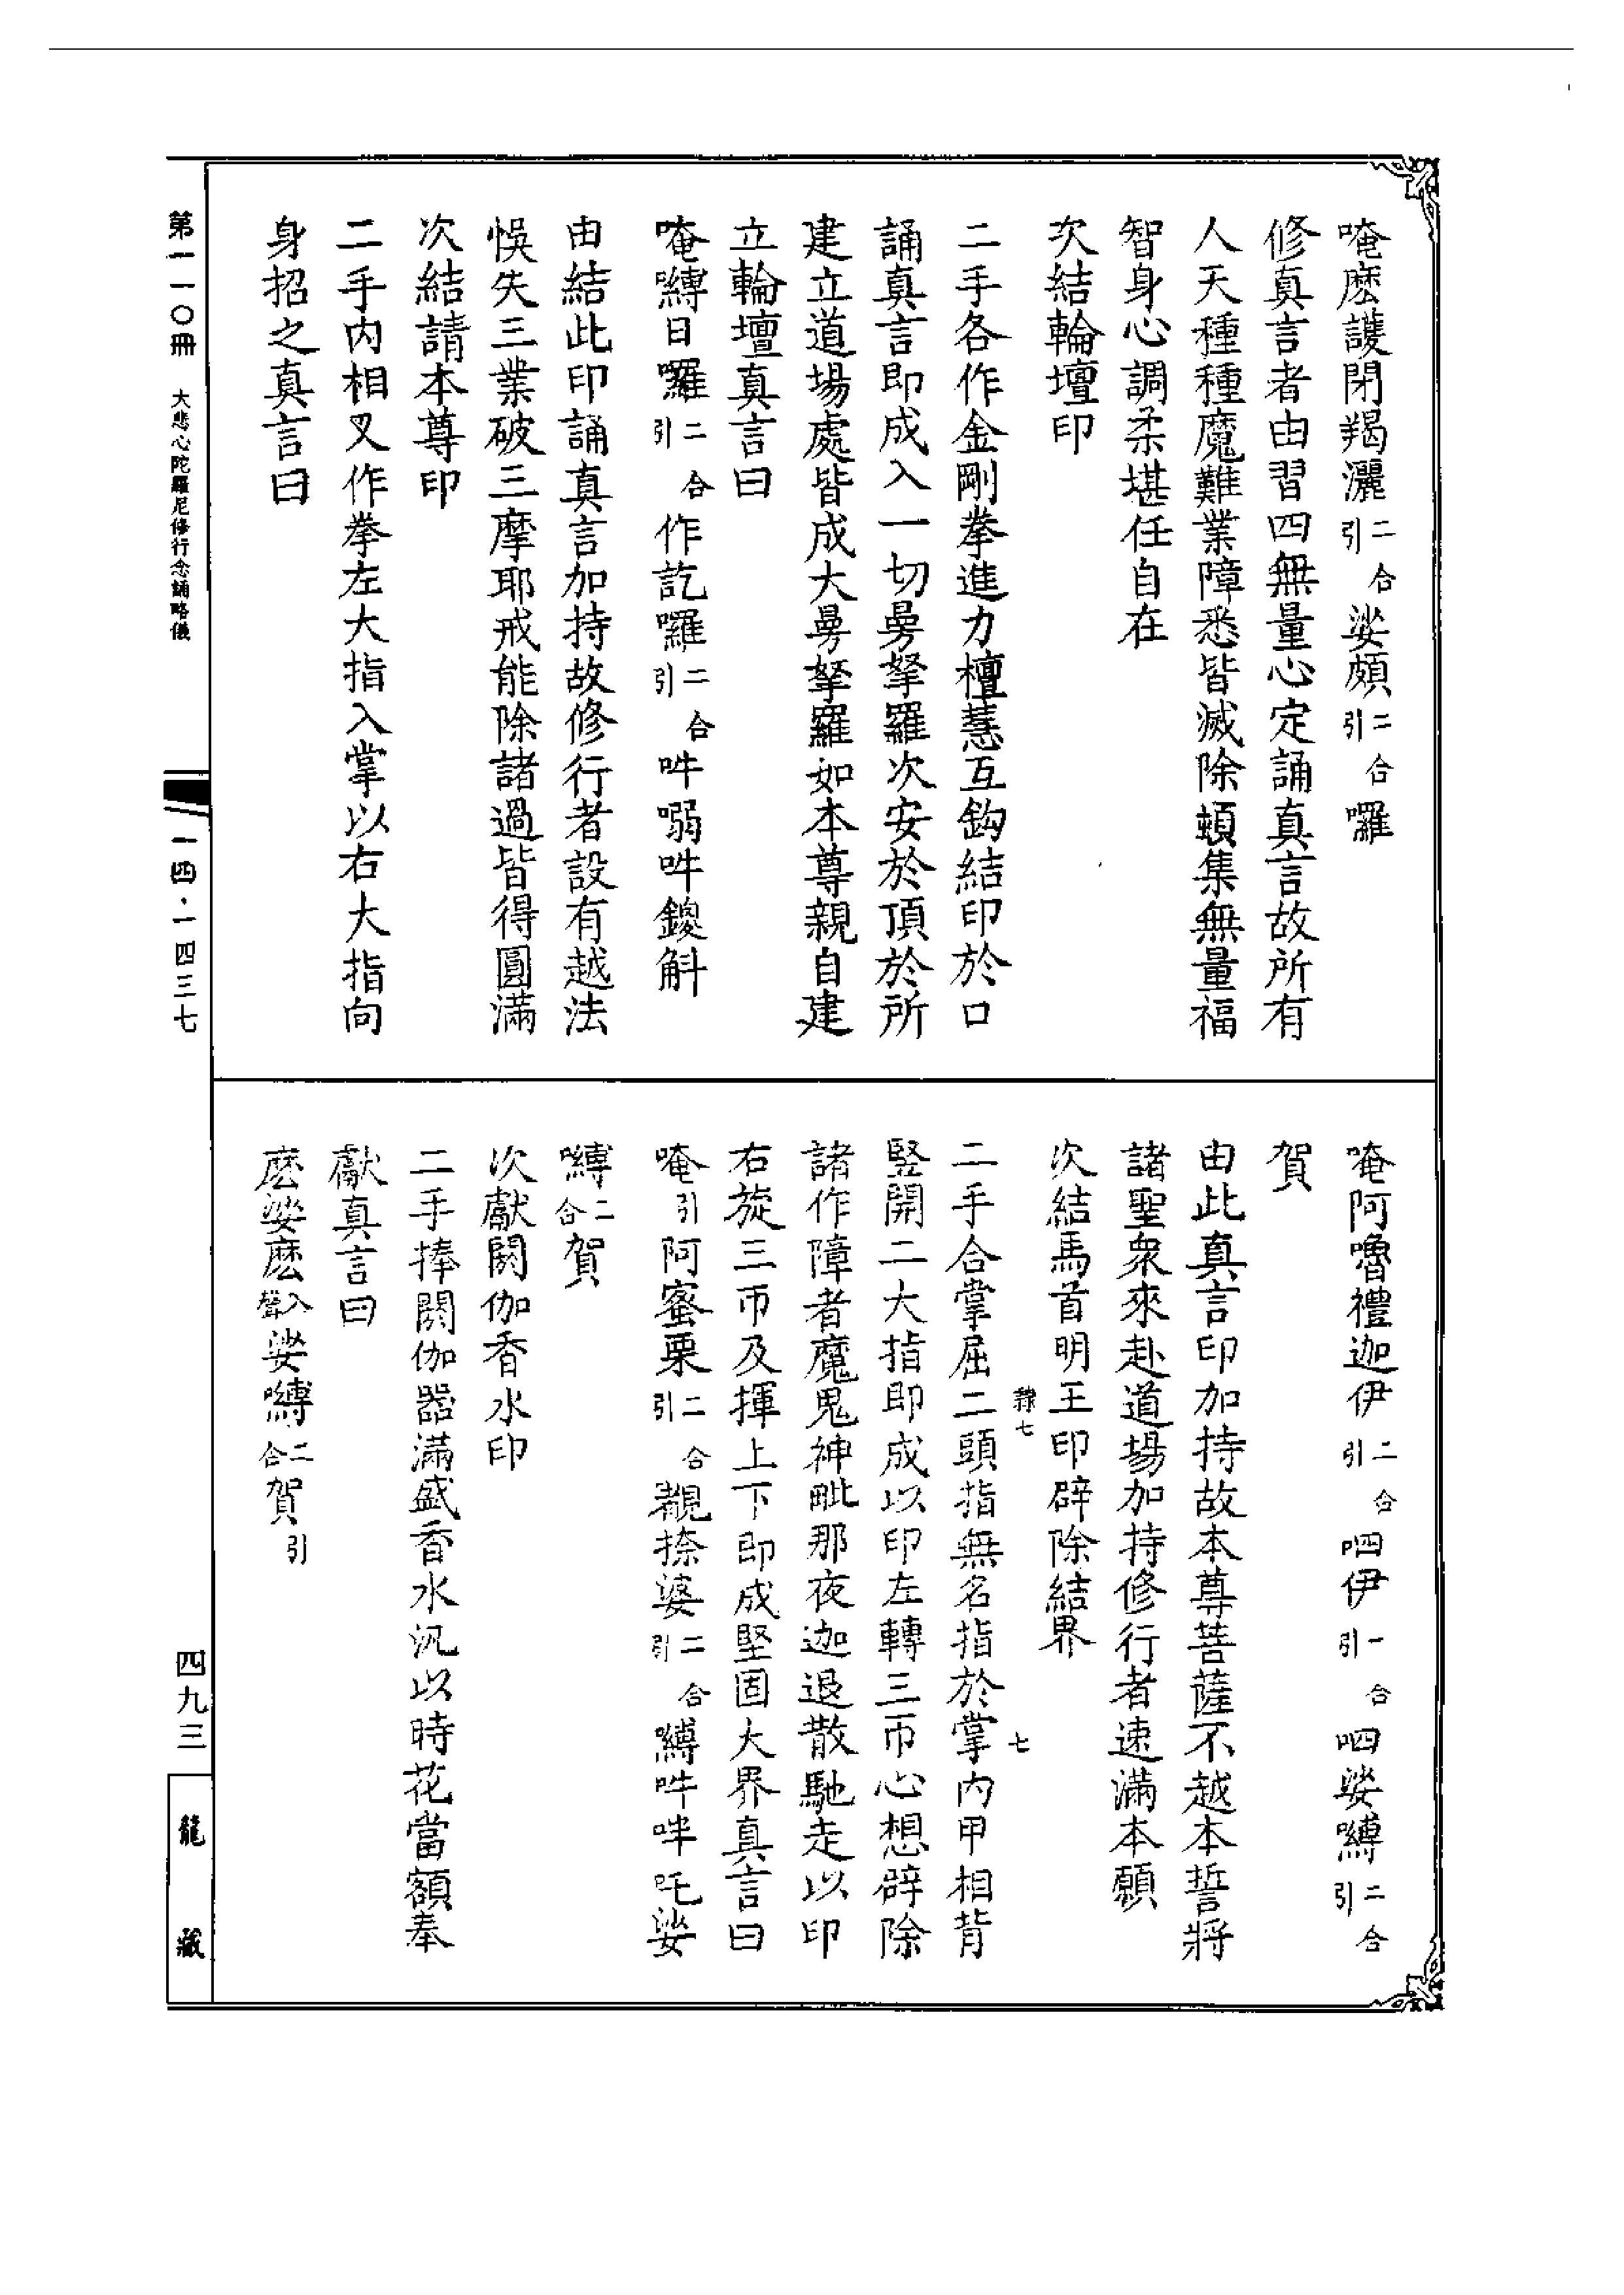 唵麽護閉羯灑二合引娑頗二合引囉
修真言者由習四無量心定誦真言故所有
人天種種魔難業障悉皆滅除頓集無量福
智身心調柔堪任自在
次結輪壇印
二手各作金剛拳進力檀慧互鈎結印於口
誦真言即成入一切曼拏羅次安於頂於所
建立道場處皆成大曼拏羅如本尊親自建
立輪壇真言曰
唵嚩日囉二合引作訖囉二合引吽嗠吽鑁斛
由結此印誦真言加持故修行者設有越法
悞失三業破三摩耶戒能除諸過皆得圓滿
次結請本尊印
二手内相叉作拳左大指入掌以右大指向
身招之真言曰
唵阿嚕禮迦伊二合引呬伊一合引呬娑嚩二合引
賀
由此真言印加持故本尊菩薩不越本誓將
諸聖衆來赴道場加持修行者速滿本願
次結馬首明王印辟除結界
隸七 七
二手合掌屈二頭指無名指於掌内甲相背
竪開二大指即成以印左轉三帀心想辟除
諸作障者魔鬼神毗那夜迦退散馳走以印
右旋三帀及揮上下即成堅固大界真言曰
唵引阿蜜栗二合引覩捺婆二合引嚩吽㖿吒娑
嚩二合賀
次獻閼伽香水印
二手捧閼伽器滿盛香水汎以時花當額奉
獻真言曰
麽娑麽入聲娑嚩二合賀引
第一一〇冊 大悲心陀羅尼修行念誦略儀
一四·一四三七
四九三
龍藏